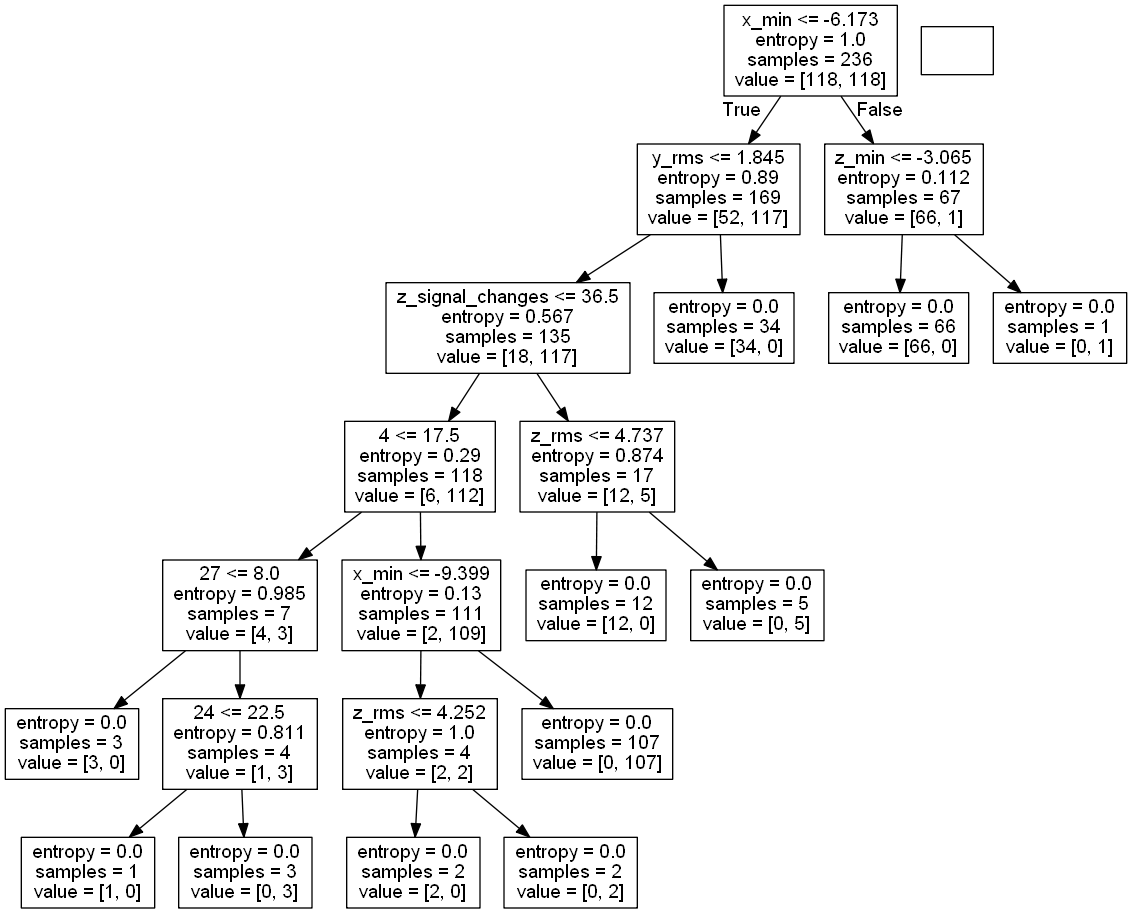 x_min <= -6.173
entropy = 1.0
samples = 236
value = [118, 118]
True
False
y_rms <= 1.845
entropy = 0.89
samples = 169
value = [52, 117]
z_min <= -3.065
entropy = 0.112
samples = 67
value = [66, 1]
z_signal_changes <= 36.5
entropy = 0.567
samples = 135
value = [18, 117]
entropy = 0.0
samples = 34
value = [34, 0]
entropy = 0.0
samples = 66
value = [66, 0]
entropy = 0.0
samples = 1
value = [0, 1]
4 <= 17.5
entropy = 0.29
samples = 118
value = [6, 112]
z_rms <= 4.737
entropy = 0.874
samples = 17
value = [12, 5]
27 <= 8.0
entropy = 0.985
samples = 7
value = [4, 3]
x_min <= -9.399
entropy = 0.13
samples = 111
value = [2, 109]
entropy = 0.0
samples = 12
value = [12, 0]
entropy = 0.0
samples = 5
value = [0, 5]
entropy = 0.0
samples = 3
value = [3, 0]
24 <= 22.5
entropy = 0.811
samples = 4
value = [1, 3]
z_rms <= 4.252
entropy = 1.0
samples = 4
value = [2, 2]
entropy = 0.0
samples = 107
value = [0, 107]
entropy = 0.0
samples = 1
value = [1, 0]
entropy = 0.0
samples = 3
value = [0, 3]
entropy = 0.0
samples = 2
value = [2, 0]
entropy = 0.0
samples = 2
value = [0, 2]